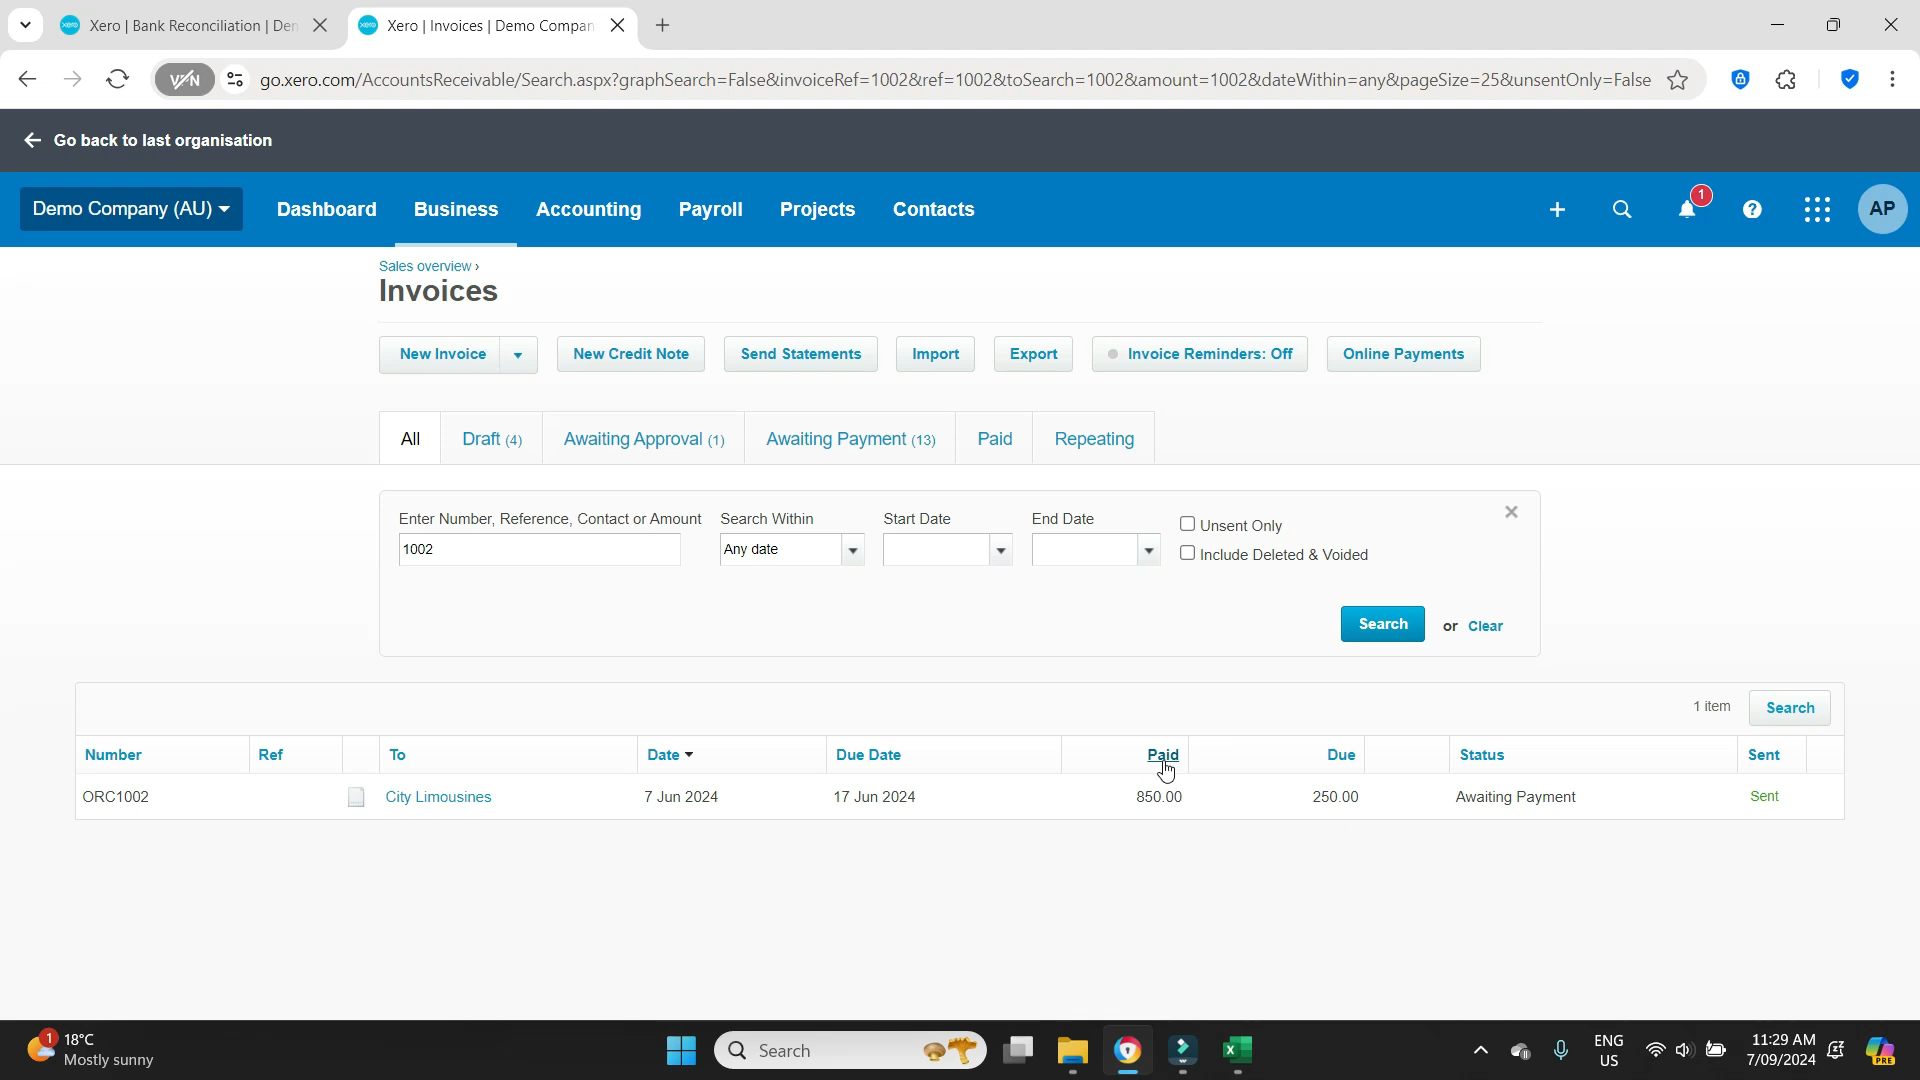 Xero | Bank Reconciliation | Den
Xero | Invoices | Demo Compan
VPN
go.xero.com/AccountsReceivable/Search.aspx?graphSearch=False&invoiceRef=1002&ref=1002&toSearch=1002&amount=1002&dateWithin=any&pageSize=25&unsentOnly=False
Go back to last organisation
Demo Company (AU) Dashboard Business Accounting Payroll Projects Contacts 1 AP
Sales overview ›
Invoices
New Invoice New Credit Note Send Statements Import Export Invoice Reminders: Off Online Payments
All Draft (4) Awaiting Approval (1) Awaiting Payment (13) Paid Repeating
Enter Number, Reference, Contact or Amount Search Within Start Date End Date Unsent Only
1002 Any date Include Deleted & Voided
Search or Clear
1 item Search
Number Ref To Date Due Date Paid Due Status Sent
ORC1002 City Limousines 7 Jun 2024 17 Jun 2024 850.00 250.00 Awaiting Payment Sent
1 18°C
Mostly sunny
Search
ENG
US
11:29 AM
7/09/2024
PRE